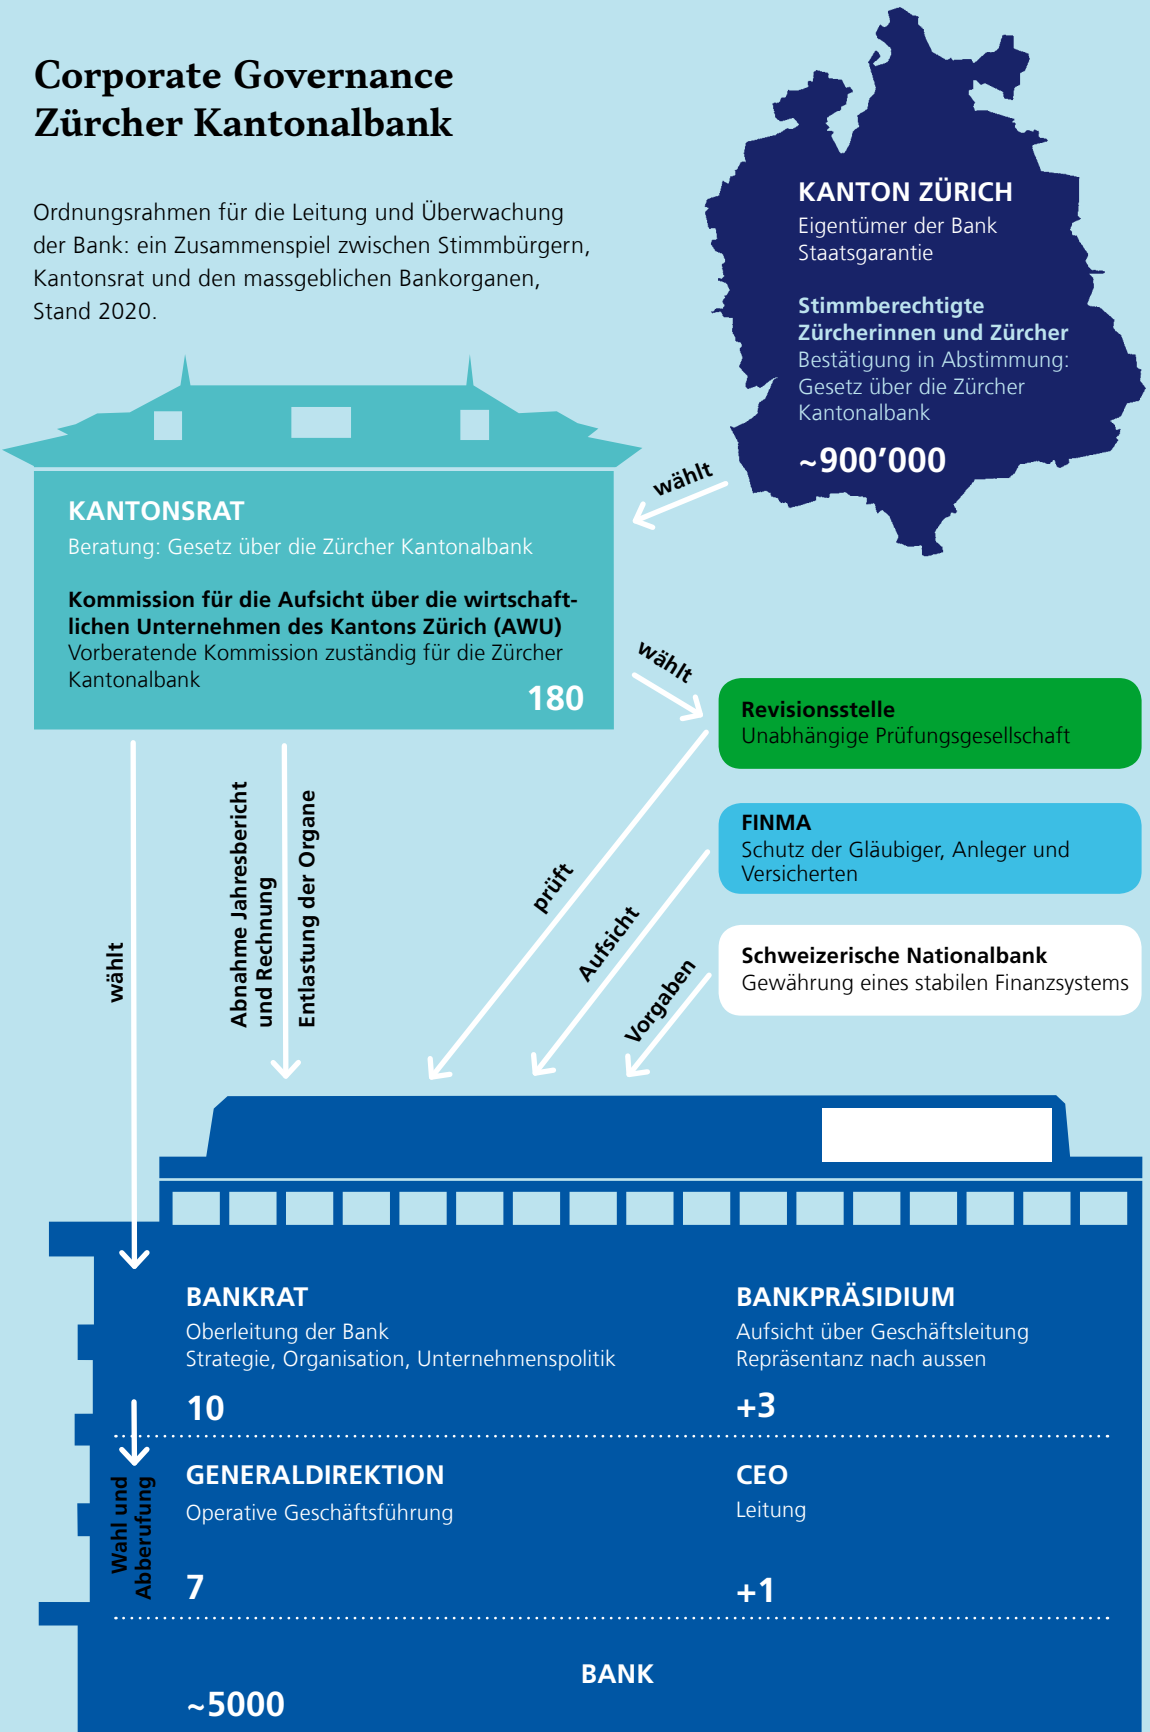 Corporate Governance
Zürcher Kantonalbank
Ordnungsrahmen für die Leitung und Überwachung
der Bank: ein Zusammenspiel zwischen Stimmbürgern,
Kantonsrat und den massgeblichen Bankorganen,
Stand 2020.
KANTON ZÜRICH
Eigentümer der Bank
Staatsgarantie
Stimmberechtigte
Zürcherinnen und Zürcher
Bestätigung in Abstimmung:
Gesetz über die Zürcher
Kantonalbank
~900’000
wählt
KANTONSRAT
Beratung: Gesetz über die Zürcher Kantonalbank
Kommission für die Aufsicht über die wirtschaft-
lichen Unternehmen des Kantons Zürich (AWU)
Vorberatende Kommission zuständig für die Zürcher
Kantonalbank
180
wählt
Revisionsstelle
Unabhängige Prüfungsgesellschaft
FINMA
Schutz der Gläubiger, Anleger und
Versicherten
Schweizerische Nationalbank
Gewährung eines stabilen Finanzsystems
wählt
Abnahme Jahresbericht
und Rechnung
Entlastung der Organe
prüft
Aufsicht
Vorgaben
BANKRAT
Oberleitung der Bank
Strategie, Organisation, Unternehmenspolitik
10
BANKPRÄSIDIUM
Aufsicht über Geschäftsleitung
Repräsentanz nach aussen
+3
Wahl und
Abberufung
GENERALDIREKTION
Operative Geschäftsführung
7
CEO
Leitung
+1
BANK
~5000